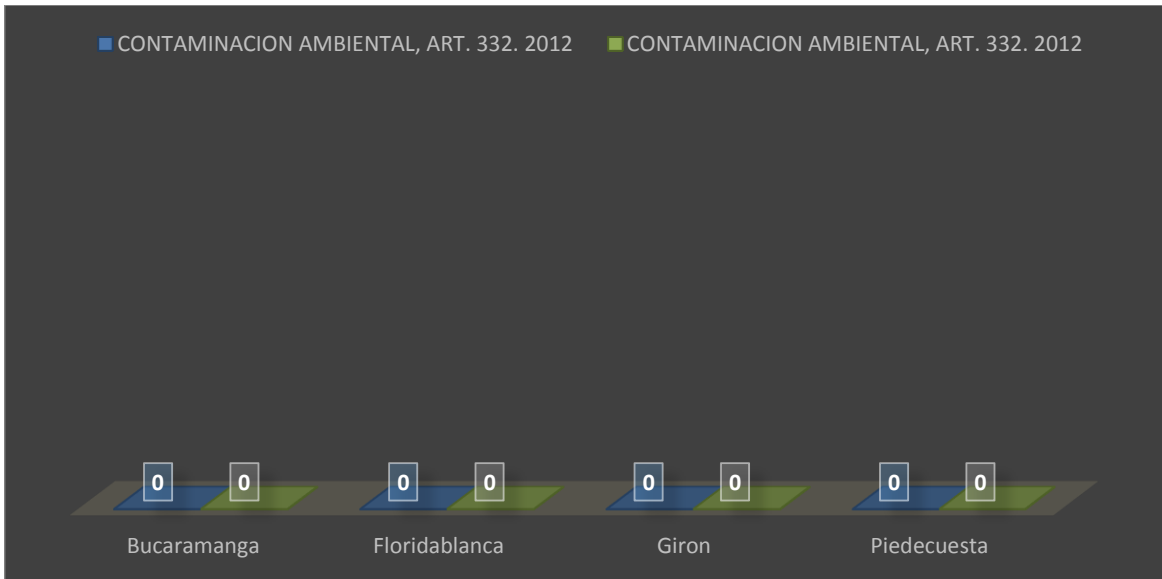 CONTAMINACION AMBIENTAL, ART. 332. 2012 CONTAMINACION AMBIENTAL, ART. 332. 2012
0 0 0 0 0 0 0 0
Bucaramanga Floridablanca Giron Piedecuesta